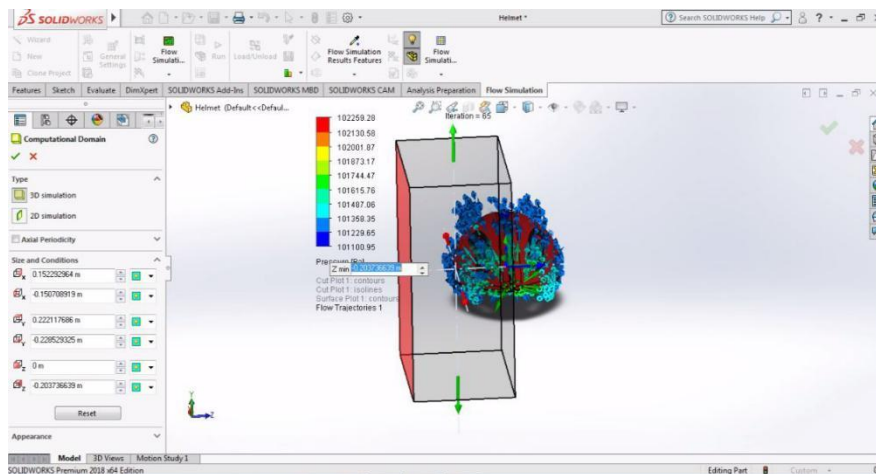 SOLIDWORKS
Helmet *
Search SOLIDWORKS Help
Wizard
New
Clone Project
General Settings
Flow Simulati...
Run
Load/Unload
Flow Simulation Results Features
Flow Simulati...
Features Sketch Evaluate DimXpert SOLIDWORKS Add-Ins SOLIDWORKS MBD SOLIDWORKS CAM Analysis Preparation Flow Simulation
Helmet (Default<<Defaul...
Iteration = 65
Computational Domain
Type
3D simulation
2D simulation
Axial Periodicity
Size and Conditions
0.152292964 m
-0.150708919 m
0.222117686 m
-0.228529325 m
0 m
-0.203736639 m
Reset
Appearance
102259.28
102130.58
102001.87
101873.17
101744.47
101615.76
101487.06
101358.35
101229.65
101100.95
Pressure [Pa]
Z min -0.203736639 m
Cut Plot 1: contours
Cut Plot 1: isolines
Surface Plot 1: contours
Flow Trajectories 1
Y
Z
Model 3D Views Motion Study 1
SOLIDWORKS Premium 2018 x64 Edition
Editing Part
Custom